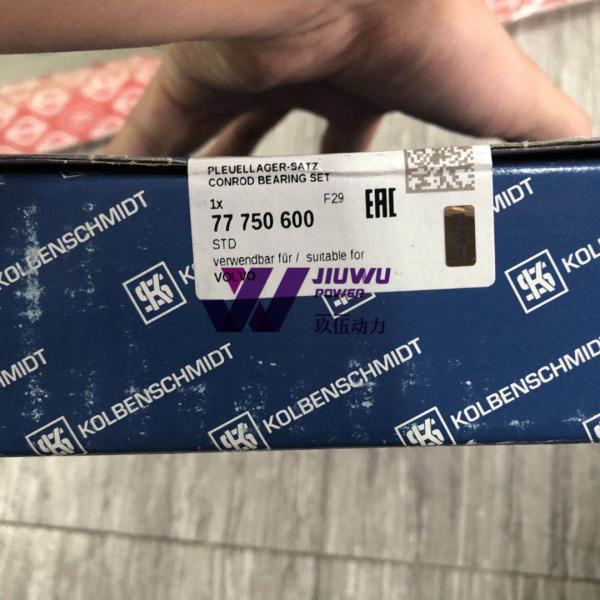 PLEUELLAGER-SATZ
CONROD BEARING SET
1x
F29
EAC
77 750 600
STD
verwendbar für / suitable for
VOLVO
JIUWU
POWER
玖伍动力
KOLBENSCHMIDT
KOLBENSCHMIDT
KOLBENSCHMIDT
KOLBENSCHMIDT
KOLBENSCHMIDT
KOLBENSCHMIDT